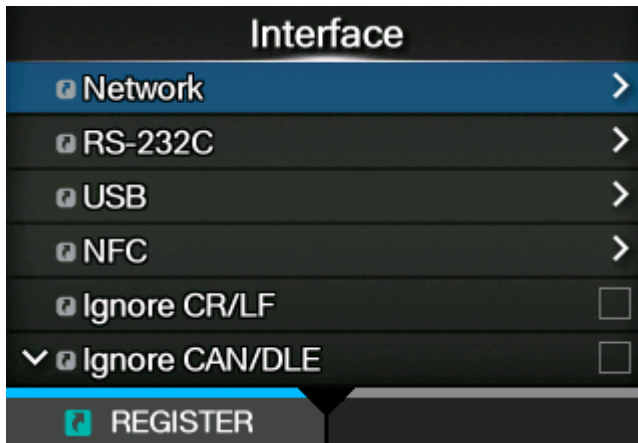 Interface
Network
RS-232C
USB
NFC
Ignore CR/LF
Ignore CAN/DLE
REGISTER